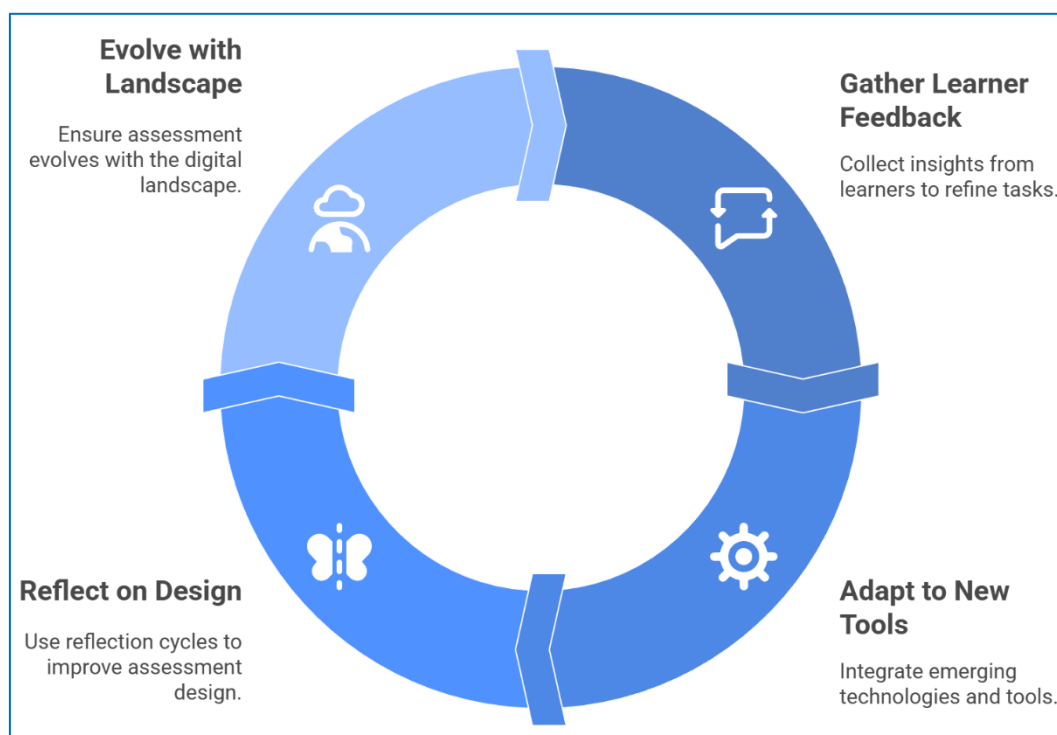 Evolve with
Landscape
Ensure assessment
evolves with the digital
landscape.
Gather Learner
Feedback
Collect insights from
learners to refine tasks.
Reflect on Design
Use reflection cycles to
improve assessment
design.
Adapt to New
Tools
Integrate emerging
technologies and tools.